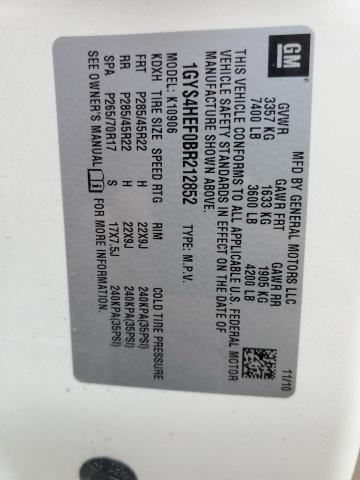 GM
MFD BY GENERAL MOTORS LLC 11/10
GVWR GAWR FRT GAWR RR
3357 KG 1633 KG 1905 KG
7400 LB 3600 LB 4200 LB
THIS VEHICLE CONFORMS TO ALL APPLICABLE U.S. FEDERAL MOTOR
VEHICLE SAFETY STANDARDS IN EFFECT ON THE DATE OF
MANUFACTURE SHOWN ABOVE.
1GYS4HEF0BR212852 TYPE: M.P.V.
MODEL: K10906
KDXH TIRE SIZE SPEED RTG RIM COLD TIRE PRESSURE
FRT P285/45R22 H 22X9J 240KPA(35PSI)
RR P285/45R22 H 22X9J 240KPA(35PSI)
SPA P265/70R17 S 17X7.5J 240KPA(35PSI)
SEE OWNER'S MANUAL FOR MORE INFORMATION.